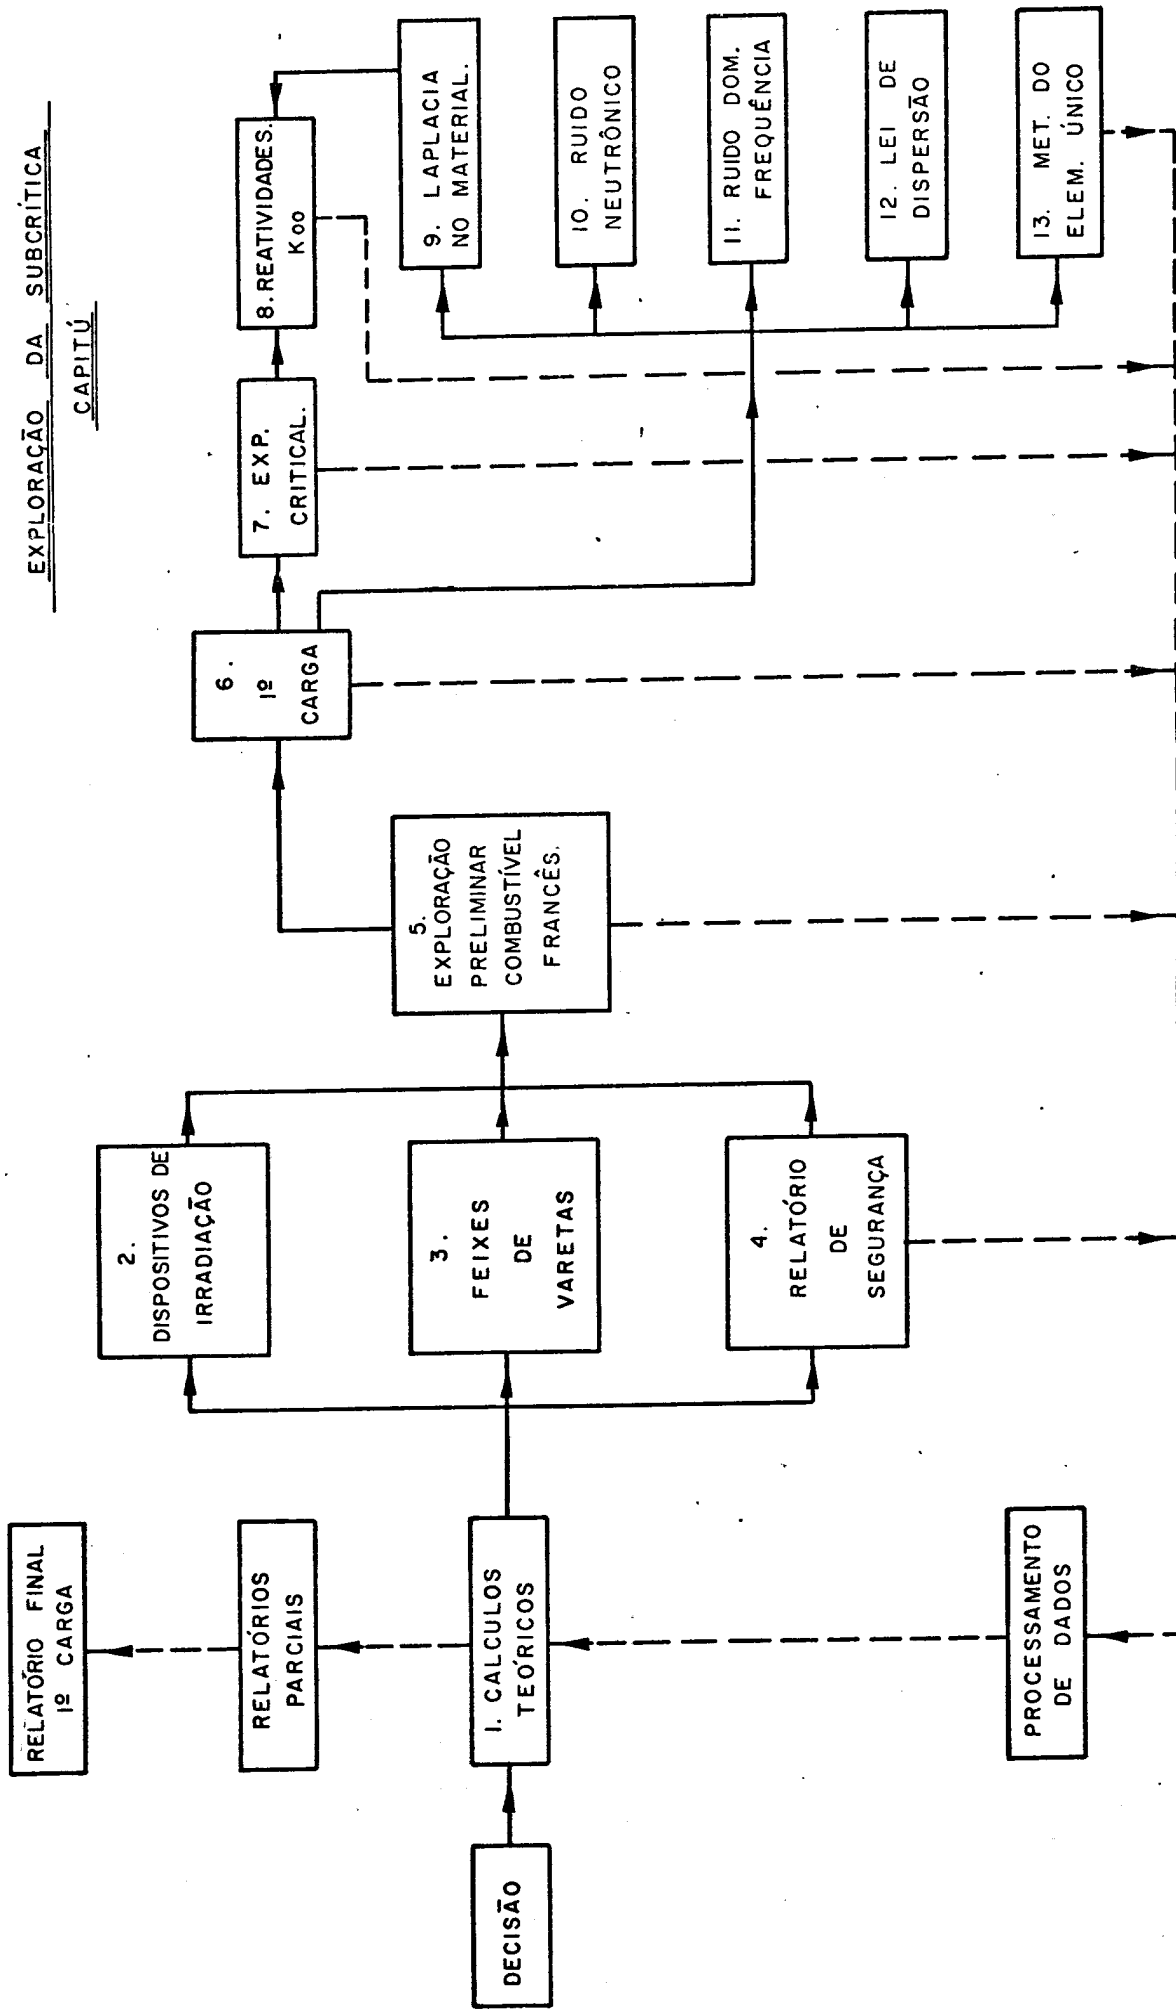 EXPLORAÇÃO DA SUBCRÍTICA
CAPITÚ
RELATÓRIO FINAL
1º CARGA
RELATÓRIOS
PARCIAIS
DECISÃO
1. CALCULOS
TEÓRICOS
PROCESSAMENTO
DE DADOS
2.
DISPOSITIVOS DE
IRRADIAÇÃO
3.
FEIXES
DE
VARETAS
4.
RELATÓRIO
DE
SEGURANÇA
5.
EXPLORAÇÃO
PRELIMINAR
COMBUSTÍVEL
FRANCÊS.
6.
1º
CARGA
7. EXP.
CRITICAL.
8. REATIVIDADES.
K∞
9. LAPLACIA
NO MATERIAL.
10. RUIDO
NEUTRÔNICO
11. RUIDO DOM.
FREQUÊNCIA
12. LEI DE
DISPERSÃO
13. MET. DO
ELEM. ÚNICO